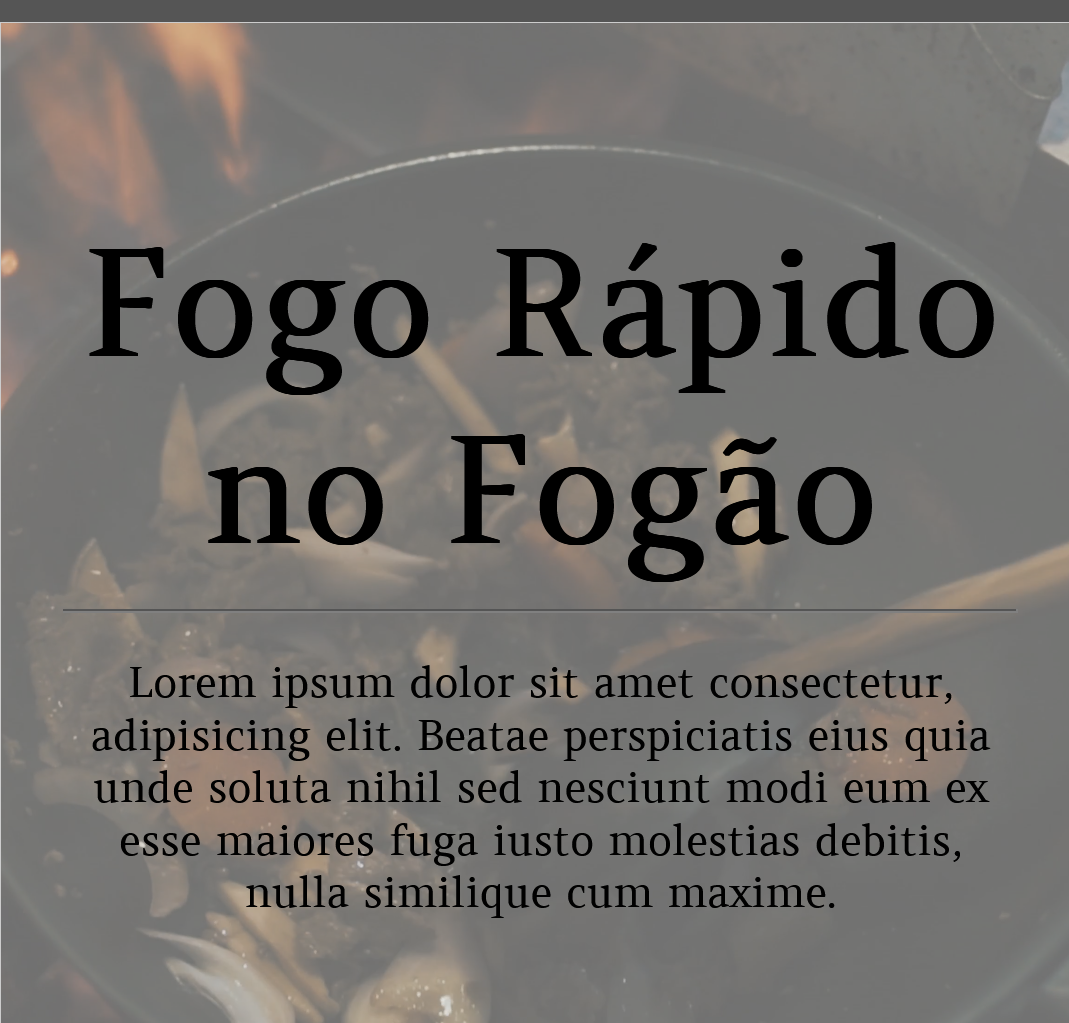 Fogo Rápido
no Fogão
Lorem ipsum dolor sit amet consectetur,
adipisicing elit. Beatae perspiciatis eius quia
unde soluta nihil sed nesciunt modi eum ex
esse maiores fuga iusto molestias debitis,
nulla similique cum maxime.